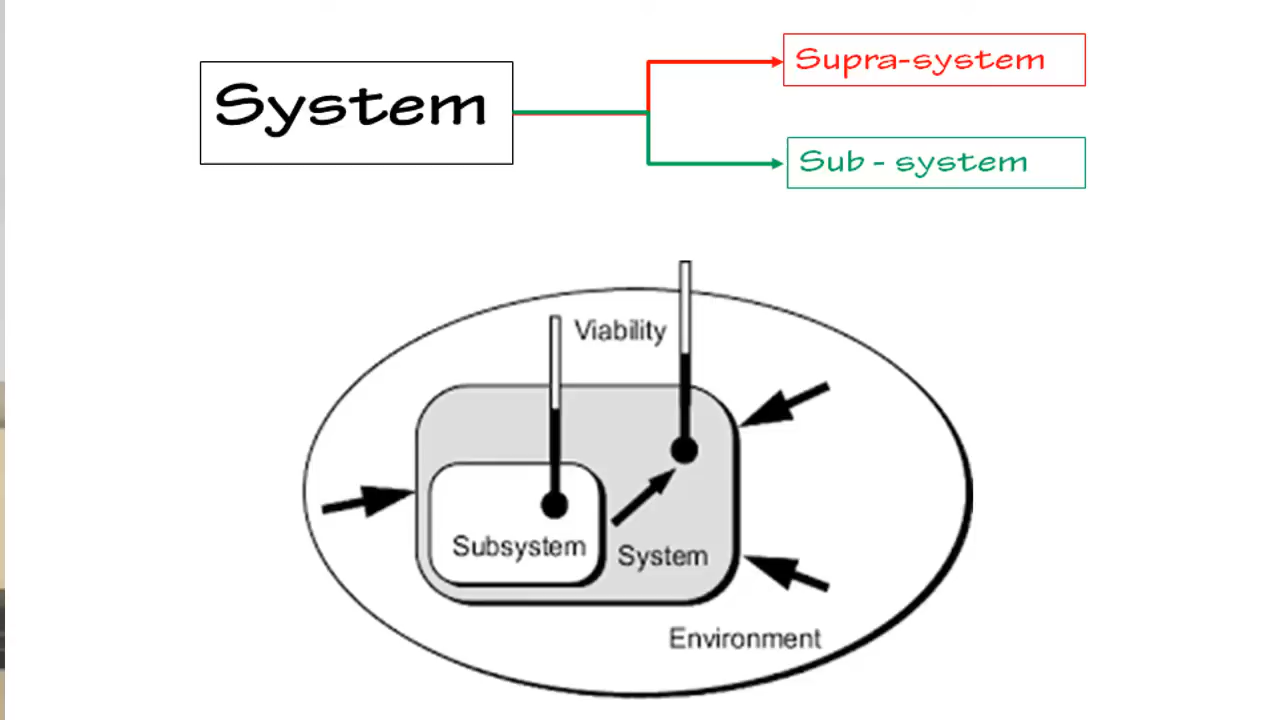 System
Supra-system
Sub - system
Viability
Subsystem
System
Environment